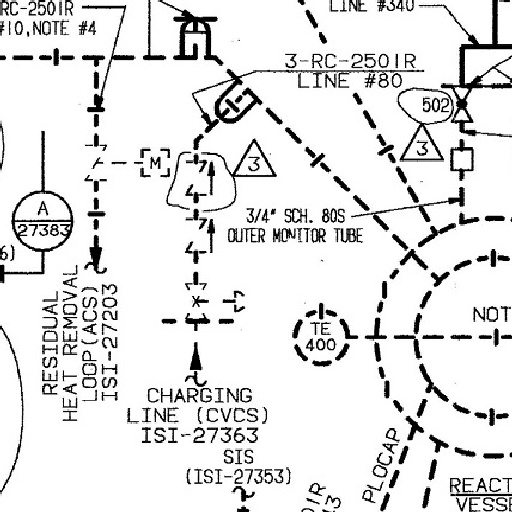 RC-2501R
#10, NOTE #4
LINE #340
3-RC-2501R
LINE #80
502
3
M
3
A
27383
3/4" SCH. 80S
OUTER MONITOR TUBE
6)
RESIDUAL
HEAT REMOVAL
LOOP(ACS)
ISI-27203
TE
400
NOT
CHARGING
LINE (CVCS)
ISI-27363
SIS
(ISI-27353)
PLOCAP
REACT
VESSE